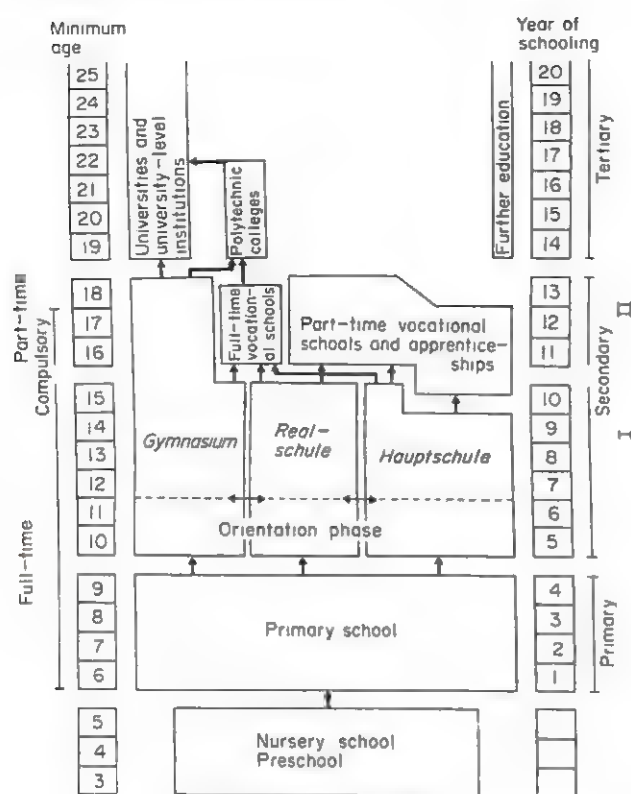 Minimum
age
Year of
schooling
25
24
23
22
21
20
19
18
17
16
15
14
13
12
11
10
9
8
7
6
5
4
3
Part-time
Compulsory
Full-time
Universities and
university-level
institutions
Polytechnic
colleges
Further education
Full-time
vocation-
al schools
Part-time vocational
schools and apprentice-
ships
Gymnasium
Real-
schule
Hauptschule
Orientation phase
Primary school
Nursery school
Preschool
20
19
18
17
16
15
14
13
12
11
10
9
8
7
6
5
4
3
2
1
Tertiary
Secondary
II
I
Primary